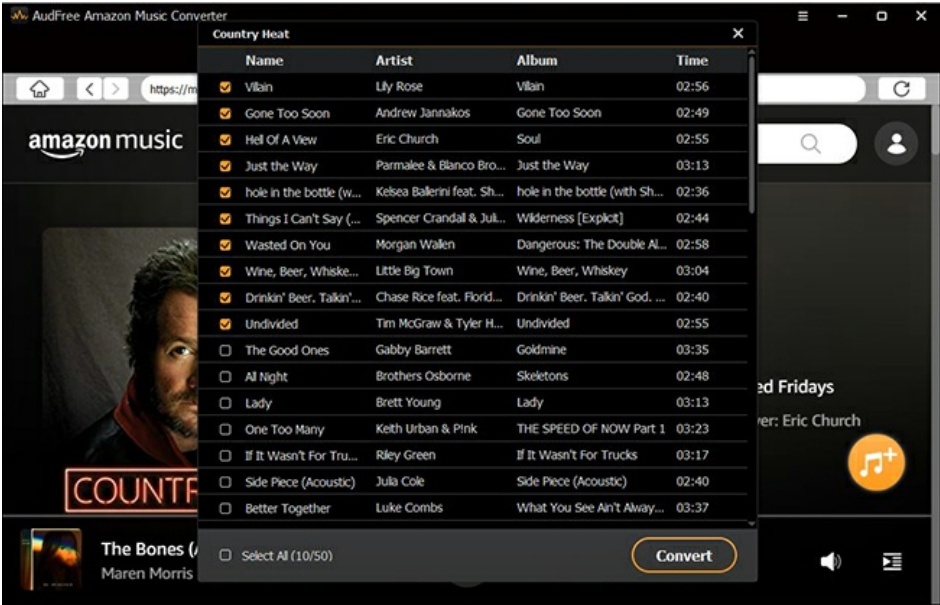 AudFree Amazon Music Converter
Country Heat
Name Artist Album Time
Villain Lily Rose Villain 02:56
Gone Too Soon Andrew Jannakos Gone Too Soon 02:49
Hell Of A View Eric Church Soul 02:55
Just the Way Parmalee & Blanco Bro... Just the Way 03:13
hole in the bottle (w... Kelsea Ballerini feat. Sh... hole in the bottle (with Sh... 02:36
Things I Can't Say (... Spencer Crandall & Juli... Wilderness [Explicit] 02:44
Wasted On You Morgan Wallen Dangerous: The Double Al... 02:58
Wine, Beer, Whiske... Little Big Town Wine, Beer, Whiskey 03:04
Drinkin' Beer. Talkin'... Chase Rice feat. Florid... Drinkin' Beer. Talkin' God. ... 02:40
Undivided Tim McGraw & Tyler H... Undivided 02:55
The Good Ones Gabby Barrett Goldmine 03:35
All Night Brothers Osborne Skeletons 02:48
Lady Brett Young Lady 03:13
One Too Many Keith Urban & P!nk THE SPEED OF NOW Part 1 03:23
If It Wasn't For Tru... Riley Green If It Wasn't For Trucks 03:17
Side Piece (Acoustic) Julia Cole Side Piece (Acoustic) 02:40
Better Together Luke Combs What You See Ain't Alway... 03:37
Select All (10/50) Convert
https://m
amazon music
ed Fridays
er: Eric Church
COUNTR
The Bones (
Maren Morris